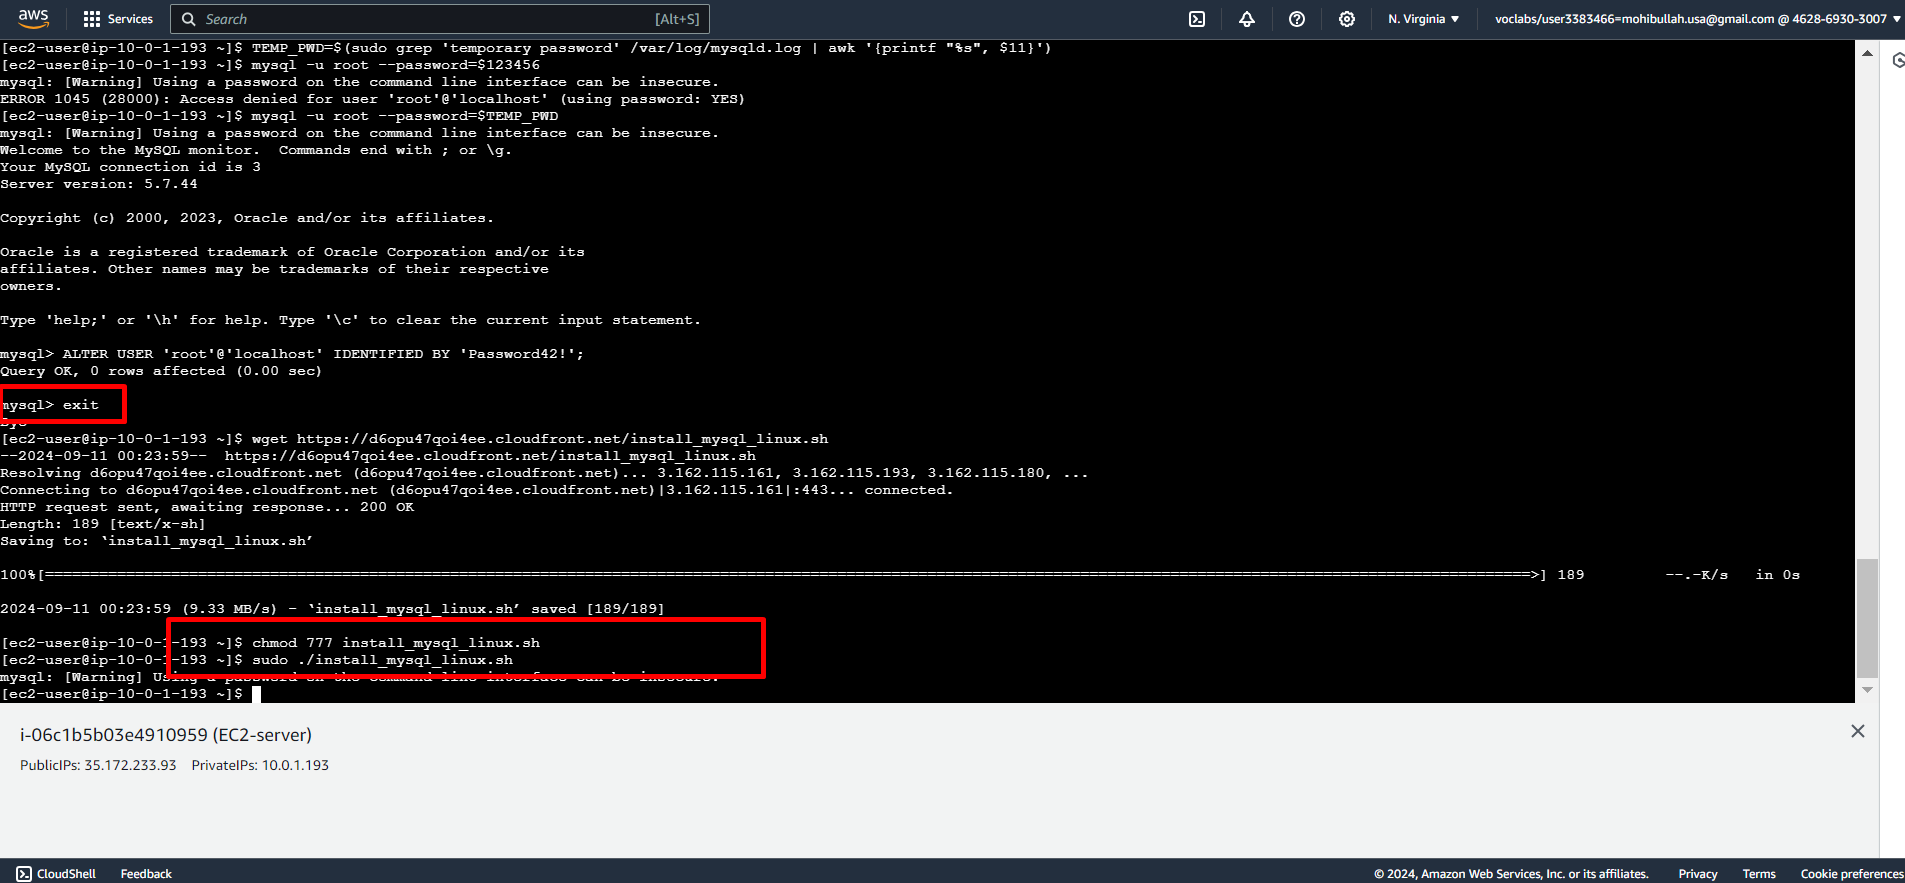 aws Services Search [Alt+S] N. Virginia ▼ voclabs/user3383466=mohibullah.usa@gmail.com @ 4628-6930-3007 ▼
[ec2-user@ip-10-0-1-193 ~]$ TEMP_PWD=$(sudo grep 'temporary password' /var/log/mysqld.log | awk '{printf "%s", $11}')
[ec2-user@ip-10-0-1-193 ~]$ mysql -u root --password=$123456
mysql: [Warning] Using a password on the command line interface can be insecure.
ERROR 1045 (28000): Access denied for user 'root'@'localhost' (using password: YES)
[ec2-user@ip-10-0-1-193 ~]$ mysql -u root --password=$TEMP_PWD
mysql: [Warning] Using a password on the command line interface can be insecure.
Welcome to the MySQL monitor.  Commands end with ; or \g.
Your MySQL connection id is 3
Server version: 5.7.44
Copyright (c) 2000, 2023, Oracle and/or its affiliates.
Oracle is a registered trademark of Oracle Corporation and/or its
affiliates. Other names may be trademarks of their respective
owners.
Type 'help;' or '\h' for help. Type '\c' to clear the current input statement.
mysql> ALTER USER 'root'@'localhost' IDENTIFIED BY 'Password42!';
Query OK, 0 rows affected (0.00 sec)
mysql> exit
Bye
[ec2-user@ip-10-0-1-193 ~]$ wget https://d6opu47qoi4ee.cloudfront.net/install_mysql_linux.sh
--2024-09-11 00:23:59--  https://d6opu47qoi4ee.cloudfront.net/install_mysql_linux.sh
Resolving d6opu47qoi4ee.cloudfront.net (d6opu47qoi4ee.cloudfront.net)... 3.162.115.161, 3.162.115.193, 3.162.115.180, ...
Connecting to d6opu47qoi4ee.cloudfront.net (d6opu47qoi4ee.cloudfront.net)|3.162.115.161|:443... connected.
HTTP request sent, awaiting response... 200 OK
Length: 189 [text/x-sh]
Saving to: ‘install_mysql_linux.sh’
100%[=====================================================================================================================================================================>] 189         --.-K/s   in 0s
2024-09-11 00:23:59 (9.33 MB/s) - ‘install_mysql_linux.sh’ saved [189/189]
[ec2-user@ip-10-0-1-193 ~]$ chmod 777 install_mysql_linux.sh
[ec2-user@ip-10-0-1-193 ~]$ sudo ./install_mysql_linux.sh
mysql: [Warning] Using a password on the command line interface can be insecure.
[ec2-user@ip-10-0-1-193 ~]$
i-06c1b5b03e4910959 (EC2-server)
PublicIPs: 35.172.233.93 PrivateIPs: 10.0.1.193
CloudShell Feedback © 2024, Amazon Web Services, Inc. or its affiliates. Privacy Terms Cookie preferences